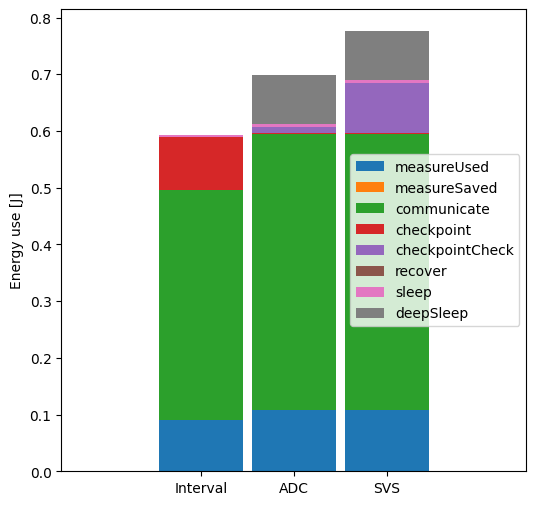 Energy use [J]
0.8
0.7
0.6
0.5
0.4
0.3
0.2
0.1
0.0
measureUsed
measureSaved
communicate
checkpoint
checkpointCheck
recover
sleep
deepSleep
Interval ADC SVS